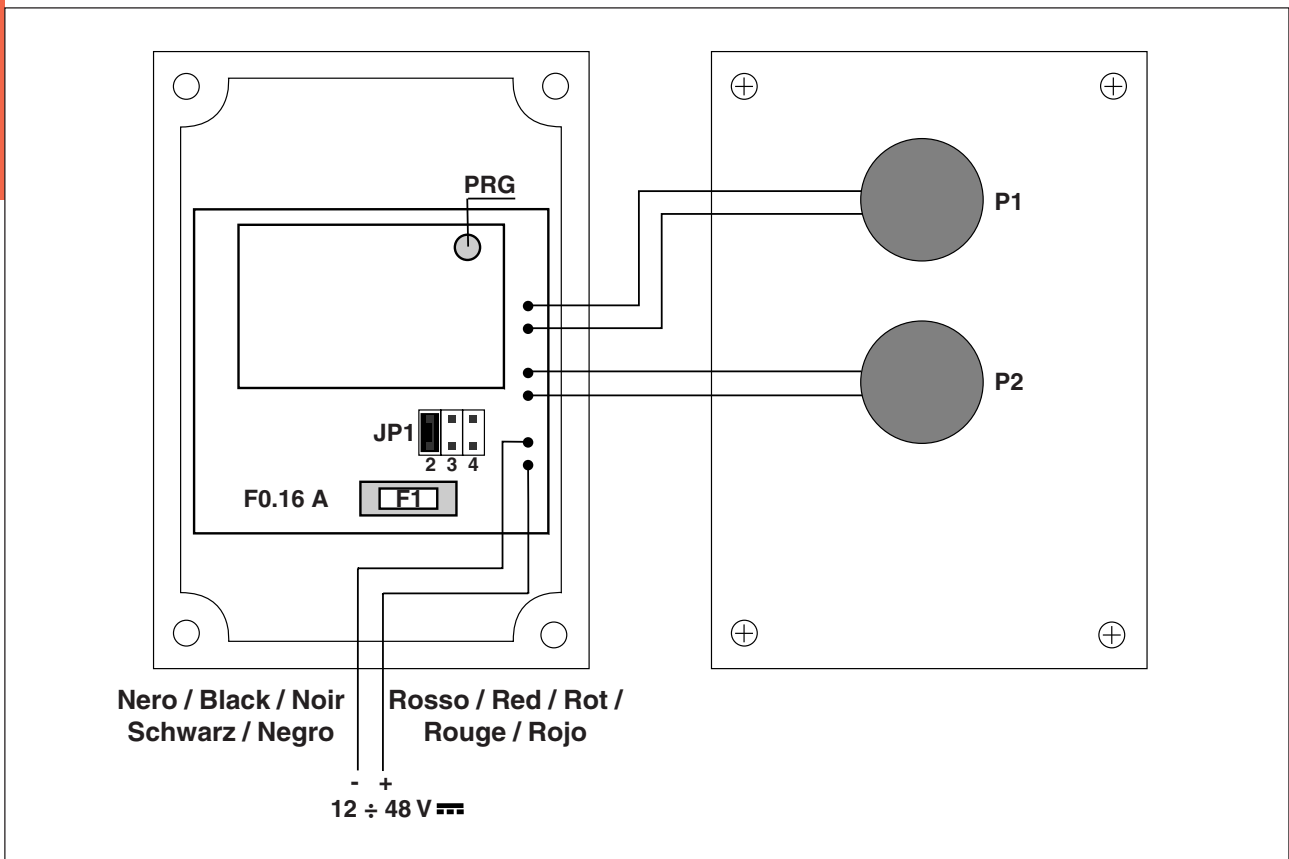 PRG
P1
P2
JP1
2 3 4
F0.16 A
F1
Nero / Black / Noir
Schwarz / Negro
Rosso / Red / Rot /
Rouge / Rojo
- +
12 ÷ 48 V ⎓